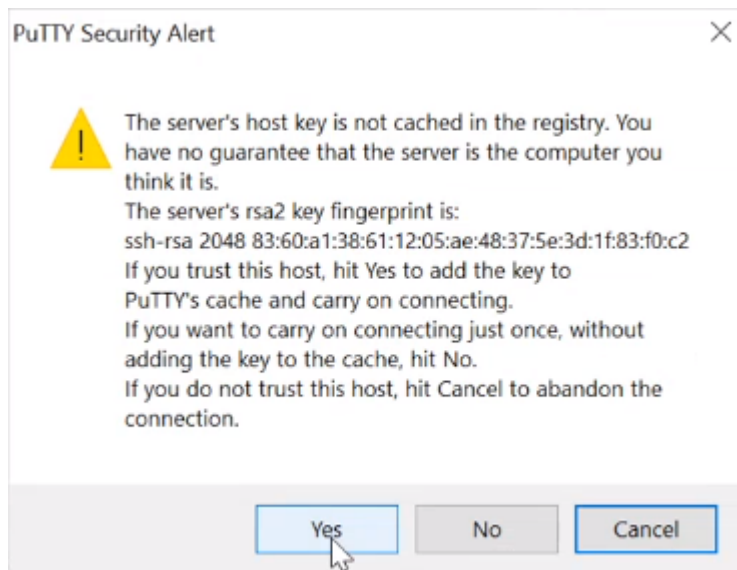 PuTTY Security Alert
The server's host key is not cached in the registry. You
have no guarantee that the server is the computer you
think it is.
The server's rsa2 key fingerprint is:
ssh-rsa 2048 83:60:a1:38:61:12:05:ae:48:37:5e:3d:1f:83:f0:c2
If you trust this host, hit Yes to add the key to
PuTTY's cache and carry on connecting.
If you want to carry on connecting just once, without
adding the key to the cache, hit No.
If you do not trust this host, hit Cancel to abandon the
connection.
Yes
No
Cancel